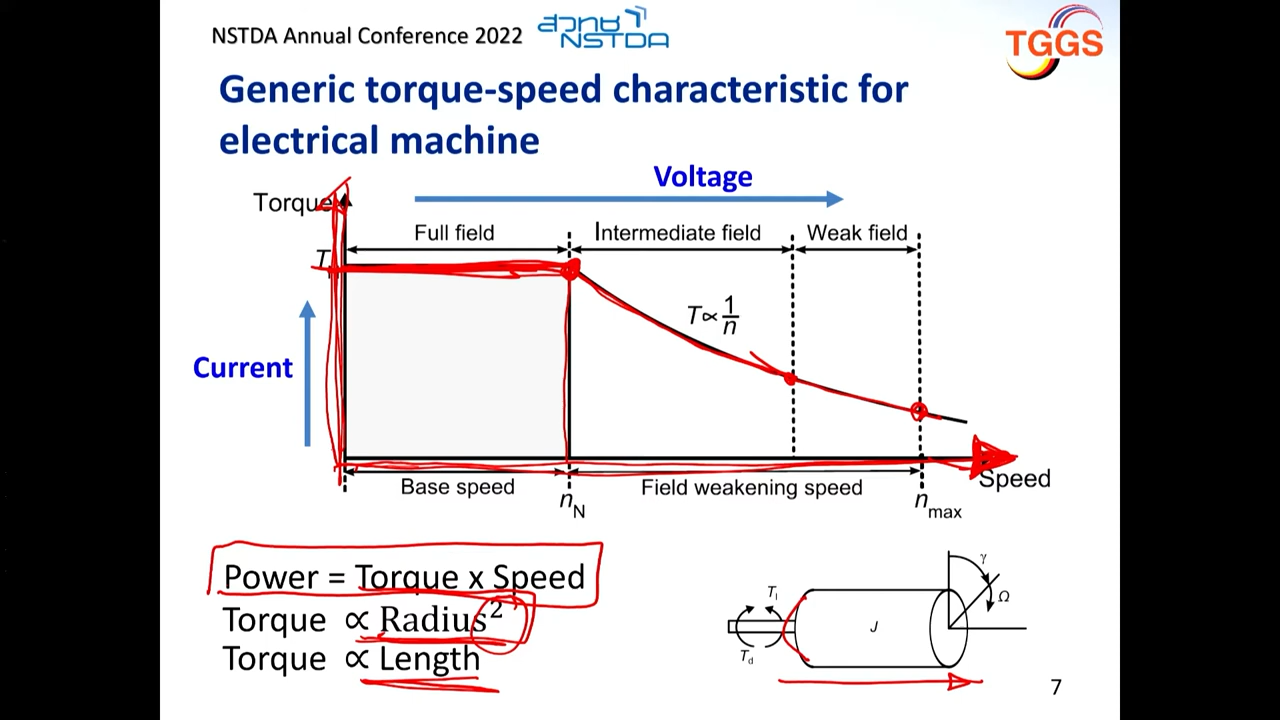 NSTDA Annual Conference 2022
สวทช
NSTDA
TGGS
Generic torque-speed characteristic for
electrical machine
Voltage
Torque
Full field
Intermediate field
Weak field
T
T ∝ 1/n
Current
Base speed
Field weakening speed
Speed
n_N
n_max
Power = Torque x Speed
Torque ∝ Radius²
Torque ∝ Length
T_l
T_d
J
γ
Ω
7